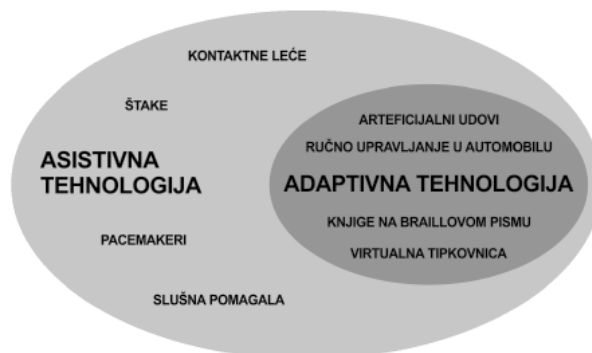 KONTAKTNE LEĆE
ŠTAKE
ASISTIVNA
TEHNOLOGIJA
PACEMAKERI
SLUŠNA POMAGALA
ARTEFICIJALNI UDOVI
RUČNO UPRAVLJANJE U AUTOMOBILU
ADAPTIVNA TEHNOLOGIJA
KNJIGE NA BRAILLOVOM PISMU
VIRTUALNA TIPKOVNICA